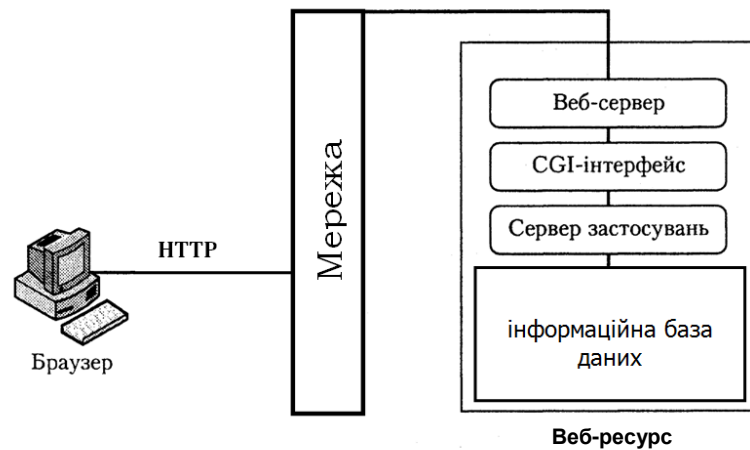 Веб-сервер
CGI-інтерфейс
Сервер застосувань
Мережа
HTTP
інформаційна база
даних
Браузер
Веб-ресурс